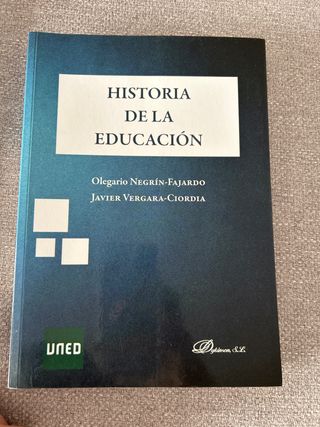 HISTORIA
DE LA
EDUCACIÓN
Olegario NEGRÍN-FAJARDO
JAVIER VERGARA-CIORDIA
UNED
Dykinson, S.L.